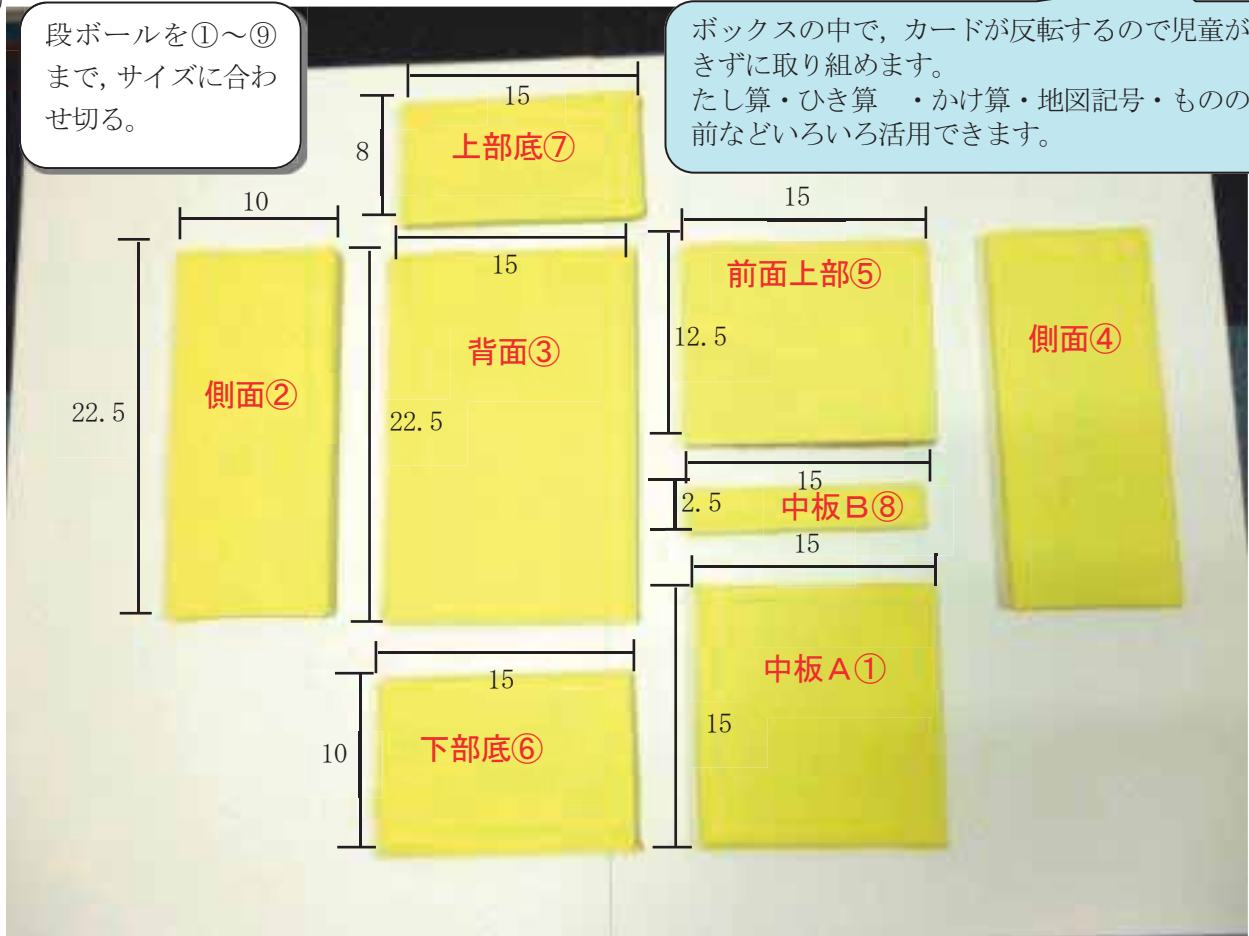 段ボールを①～⑨
まで，サイズに合わ
せ切る。
ボックスの中で，カードが反転するので児童が
きずに取り組めます。
たし算・ひき算　・かけ算・地図記号・ものの
前などいろいろ活用できます。
15
8
上部底⑦
10
22.5
側面②
15
22.5
背面③
15
12.5
前面上部⑤
側面④
15
2.5
中板Ｂ⑧
15
15
中板Ａ①
15
10
下部底⑥